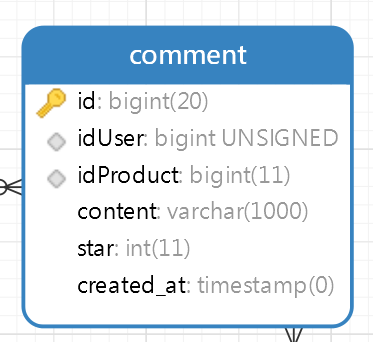 comment
id: bigint(20)
idUser: bigint UNSIGNED
idProduct: bigint(11)
content: varchar(1000)
star: int(11)
created_at: timestamp(0)